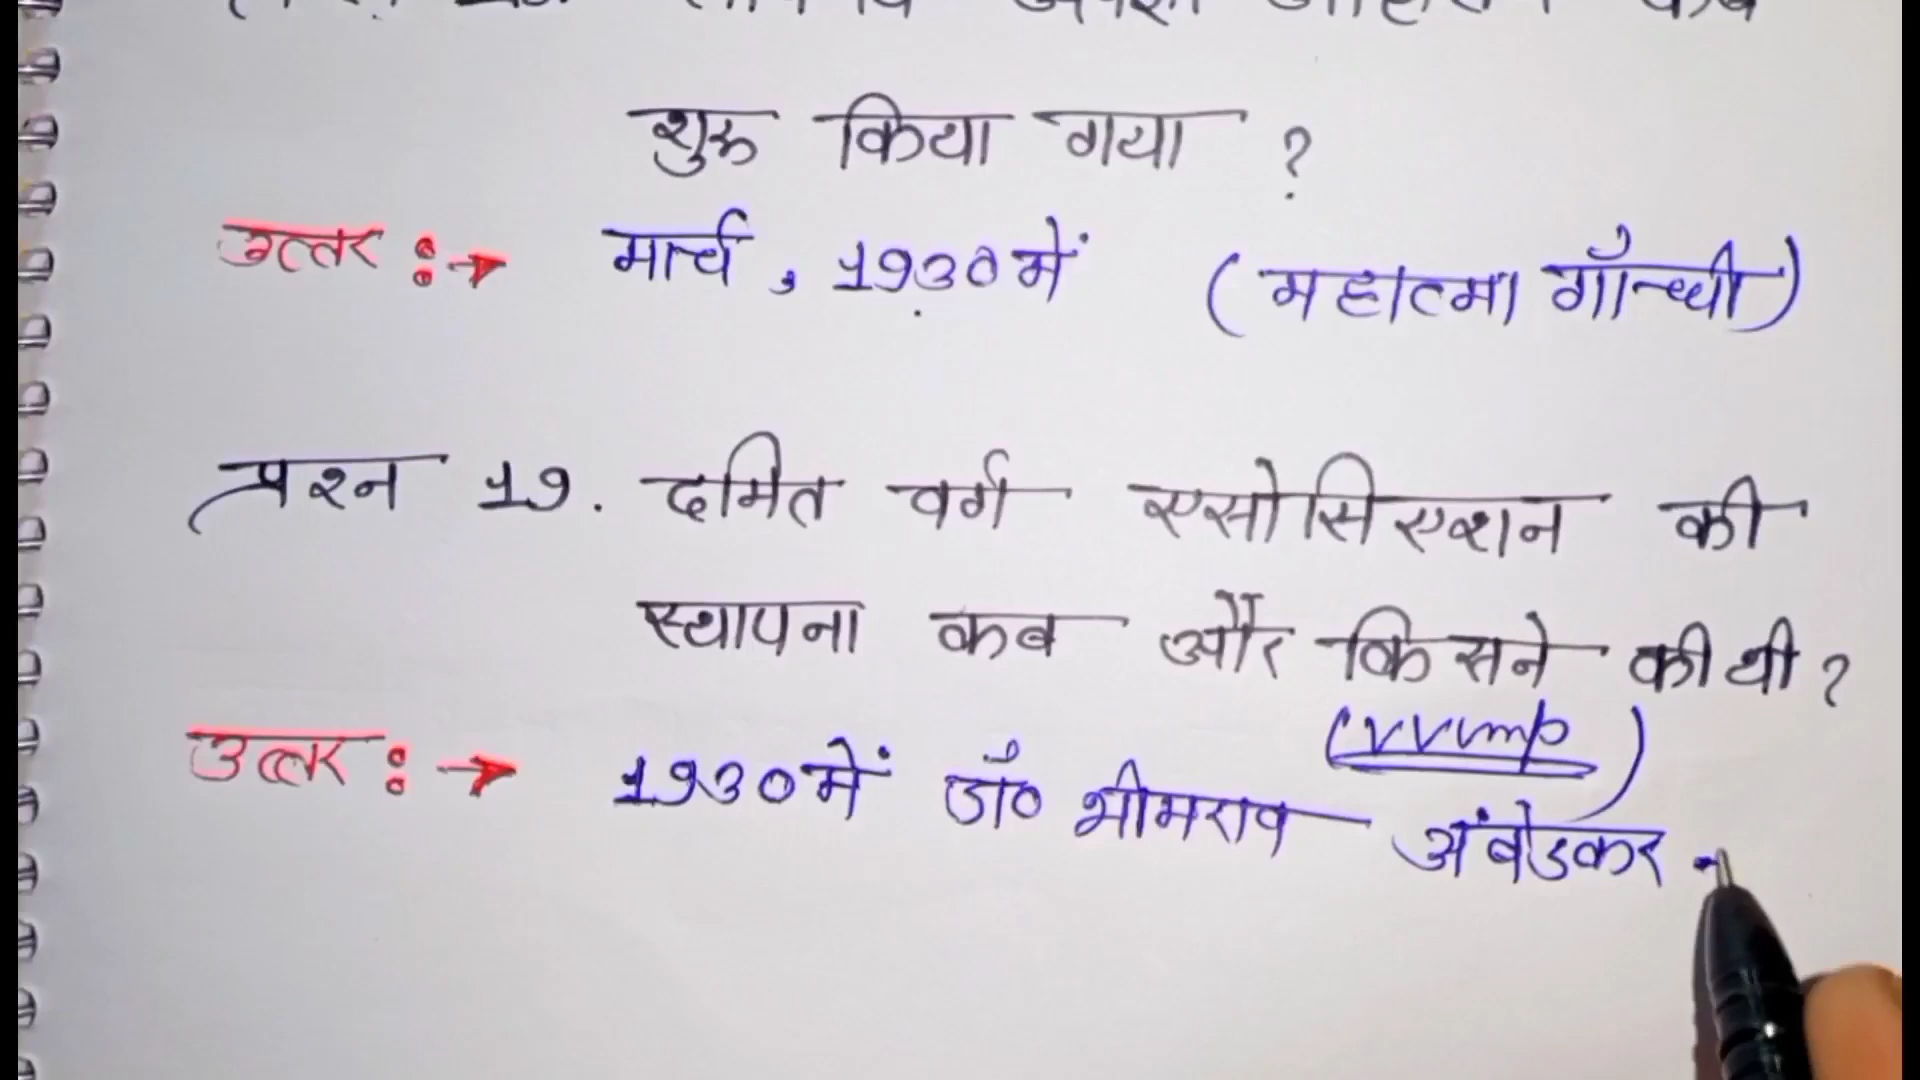 शुरू किया गया ?
उत्तर :→ मार्च, 1930 में (महात्मा गाँन्धी)
प्रश्न 19. दमित वर्ग एसोसिएशन की
स्थापना कब और किसने की थी ?
(VVImp)
उत्तर :→ 1930 में डॉ० भीमराव अंबेडकर